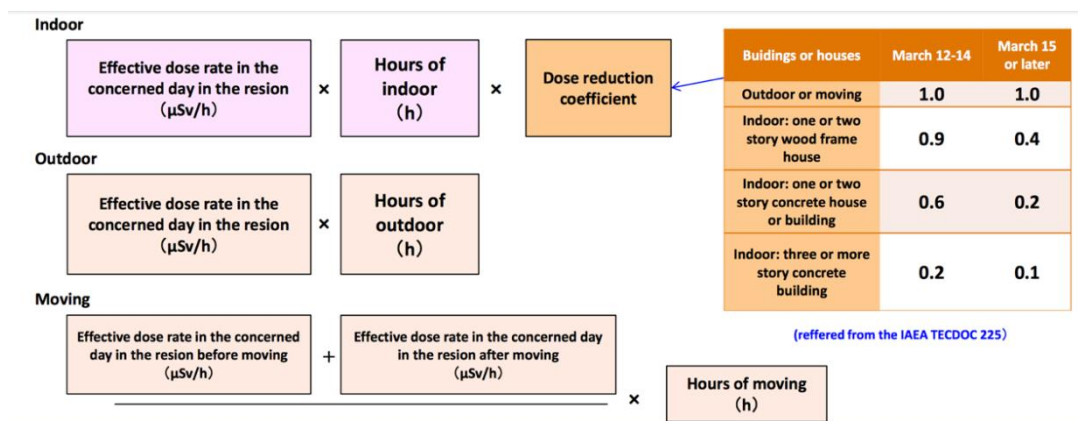 Indoor
Effective dose rate in the
concerned day in the resion
(μSv/h)
×
Hours of
indoor
(h)
×
Dose reduction
coefficient
Outdoor
Effective dose rate in the
concerned day in the resion
(μSv/h)
×
Hours of
outdoor
(h)
Moving
Effective dose rate in the concerned
day in the resion before moving
(μSv/h)
+
Effective dose rate in the concerned day
in the resion after moving
(μSv/h)
×
Hours of moving
(h)
Buidings or houses March 12-14 March 15
or later
Outdoor or moving 1.0 1.0
Indoor: one or two
story wood frame
house
0.9 0.4
Indoor: one or two
story concrete house
or building
0.6 0.2
Indoor: three or more
story concrete
building
0.2 0.1
(reffered from the IAEA TECDOC 225)